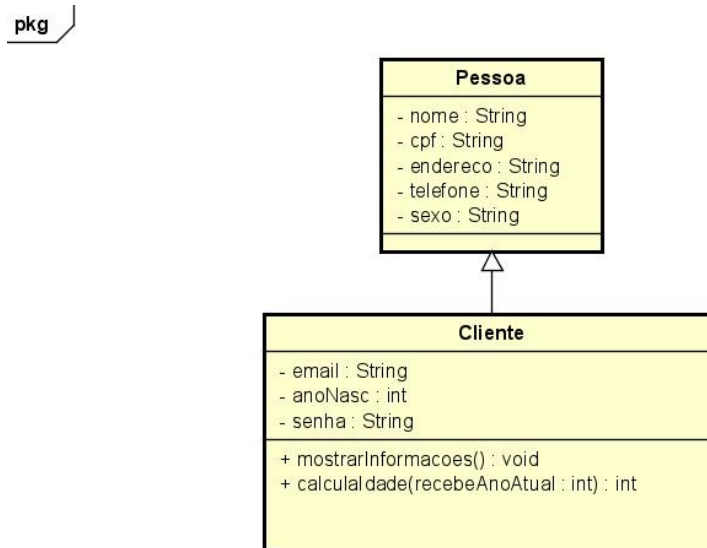 pkg
Pessoa
- nome : String
- cpf : String
- endereco : String
- telefone : String
- sexo : String
Cliente
- email : String
- anoNasc : int
- senha : String
+ mostrarInformacoes() : void
+ calculaIdade(recebeAnoAtual : int) : int